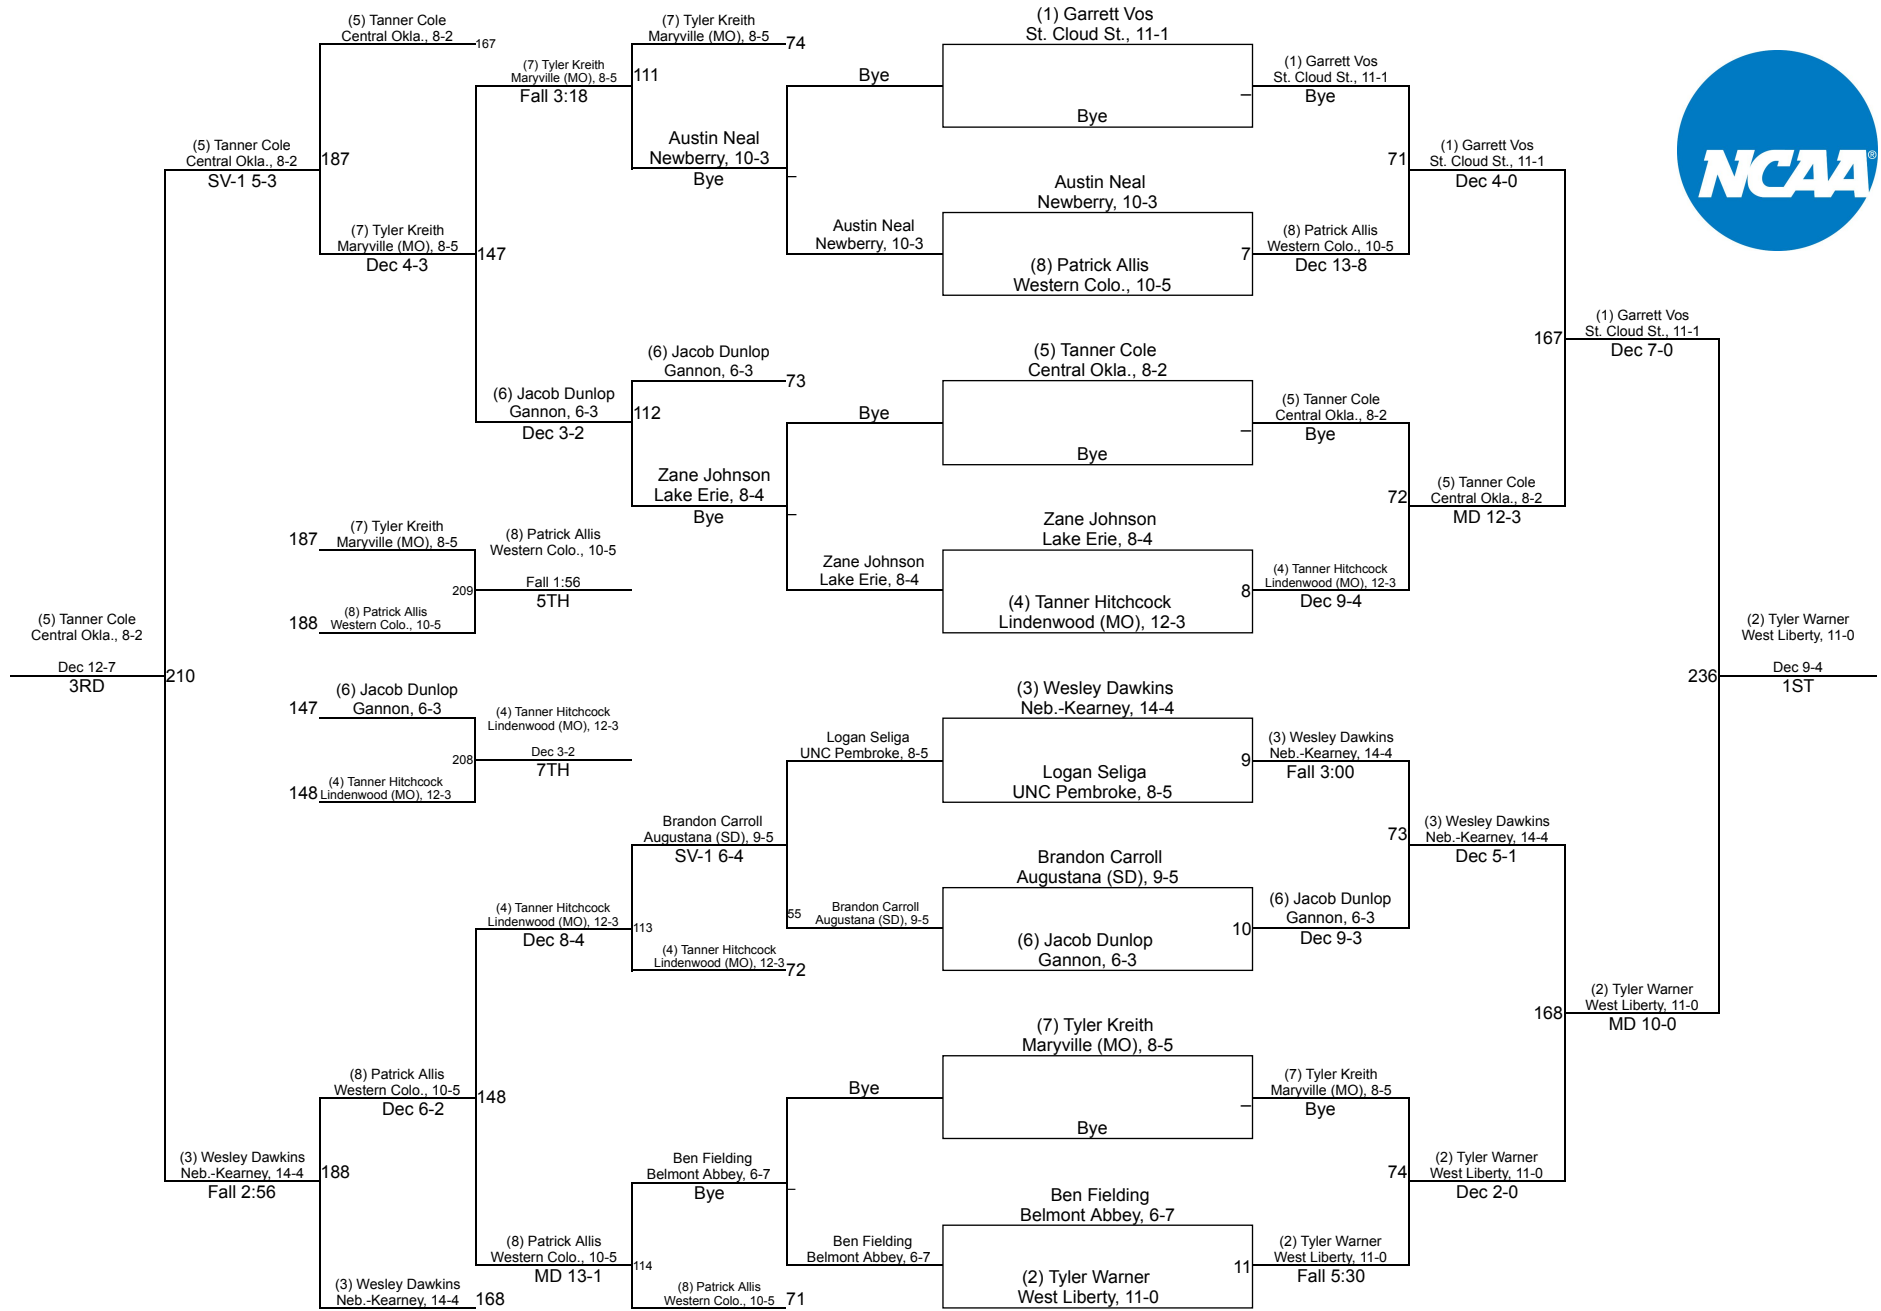 (5) Tanner Cole
Central Okla., 8-2
167
(7) Tyler Kreith
Maryville (MO), 8-5
74
(1) Garrett Vos
St. Cloud St., 11-1
(7) Tyler Kreith
Maryville (MO), 8-5
111
Fall 3:18
Bye
Bye
(1) Garrett Vos
St. Cloud St., 11-1
–
Bye
Austin Neal
Newberry, 10-3
Bye
–
(5) Tanner Cole
Central Okla., 8-2
187
SV-1 5-3
71
(1) Garrett Vos
St. Cloud St., 11-1
Dec 4-0
NCAA®
Austin Neal
Newberry, 10-3
Austin Neal
Newberry, 10-3
(8) Patrick Allis
Western Colo., 10-5
7
(8) Patrick Allis
Western Colo., 10-5
Dec 13-8
(7) Tyler Kreith
Maryville (MO), 8-5
147
Dec 4-3
167
(1) Garrett Vos
St. Cloud St., 11-1
Dec 7-0
(6) Jacob Dunlop
Gannon, 6-3
73
(6) Jacob Dunlop
Gannon, 6-3
112
Dec 3-2
(5) Tanner Cole
Central Okla., 8-2
Bye
Bye
(5) Tanner Cole
Central Okla., 8-2
–
Bye
Zane Johnson
Lake Erie, 8-4
Bye
–
72
(5) Tanner Cole
Central Okla., 8-2
MD 12-3
Zane Johnson
Lake Erie, 8-4
Zane Johnson
Lake Erie, 8-4
(4) Tanner Hitchcock
Lindenwood (MO), 12-3
8
(4) Tanner Hitchcock
Lindenwood (MO), 12-3
Dec 9-4
187
(7) Tyler Kreith
Maryville (MO), 8-5
(8) Patrick Allis
Western Colo., 10-5
209
Fall 1:56
5TH
188
(8) Patrick Allis
Western Colo., 10-5
(5) Tanner Cole
Central Okla., 8-2
Dec 12-7
3RD
210
(2) Tyler Warner
West Liberty, 11-0
236
Dec 9-4
1ST
147
(6) Jacob Dunlop
Gannon, 6-3
(4) Tanner Hitchcock
Lindenwood (MO), 12-3
208
Dec 3-2
7TH
148
(4) Tanner Hitchcock
Lindenwood (MO), 12-3
(3) Wesley Dawkins
Neb.-Kearney, 14-4
Logan Seliga
UNC Pembroke, 8-5
Logan Seliga
UNC Pembroke, 8-5
9
(3) Wesley Dawkins
Neb.-Kearney, 14-4
Fall 3:00
Brandon Carroll
Augustana (SD), 9-5
SV-1 6-4
73
(3) Wesley Dawkins
Neb.-Kearney, 14-4
Dec 5-1
Brandon Carroll
Augustana (SD), 9-5
55
Brandon Carroll
Augustana (SD), 9-5
(6) Jacob Dunlop
Gannon, 6-3
10
(6) Jacob Dunlop
Gannon, 6-3
Dec 9-3
(4) Tanner Hitchcock
Lindenwood (MO), 12-3
113
Dec 8-4
(4) Tanner Hitchcock
Lindenwood (MO), 12-3
72
168
(2) Tyler Warner
West Liberty, 11-0
MD 10-0
(8) Patrick Allis
Western Colo., 10-5
148
Dec 6-2
(7) Tyler Kreith
Maryville (MO), 8-5
Bye
Bye
(7) Tyler Kreith
Maryville (MO), 8-5
–
Bye
(3) Wesley Dawkins
Neb.-Kearney, 14-4
188
Fall 2:56
Ben Fielding
Belmont Abbey, 6-7
Bye
–
74
(2) Tyler Warner
West Liberty, 11-0
Dec 2-0
Ben Fielding
Belmont Abbey, 6-7
Ben Fielding
Belmont Abbey, 6-7
(2) Tyler Warner
West Liberty, 11-0
11
(2) Tyler Warner
West Liberty, 11-0
Fall 5:30
(8) Patrick Allis
Western Colo., 10-5
114
MD 13-1
(3) Wesley Dawkins
Neb.-Kearney, 14-4
168
(8) Patrick Allis
Western Colo., 10-5
71